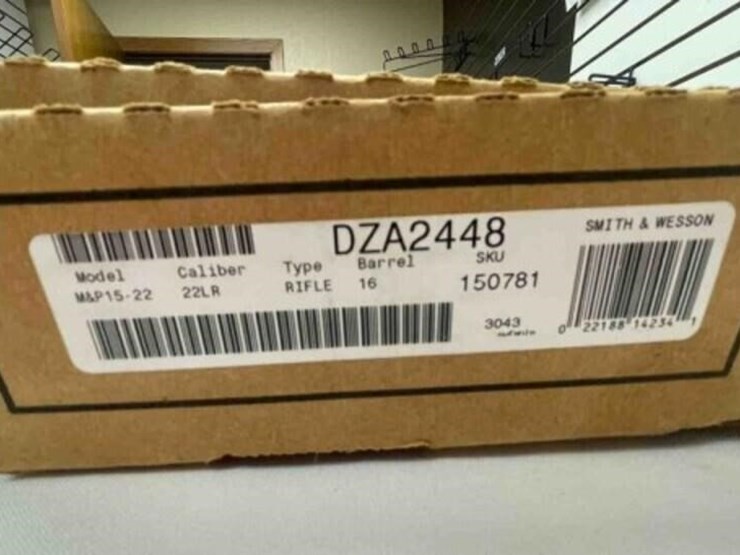 DZA2448
SMITH & WESSON
Model Caliber Type Barrel SKU
M&P15-22 22LR RIFLE 16 150781
3043
0 22188 14234 1